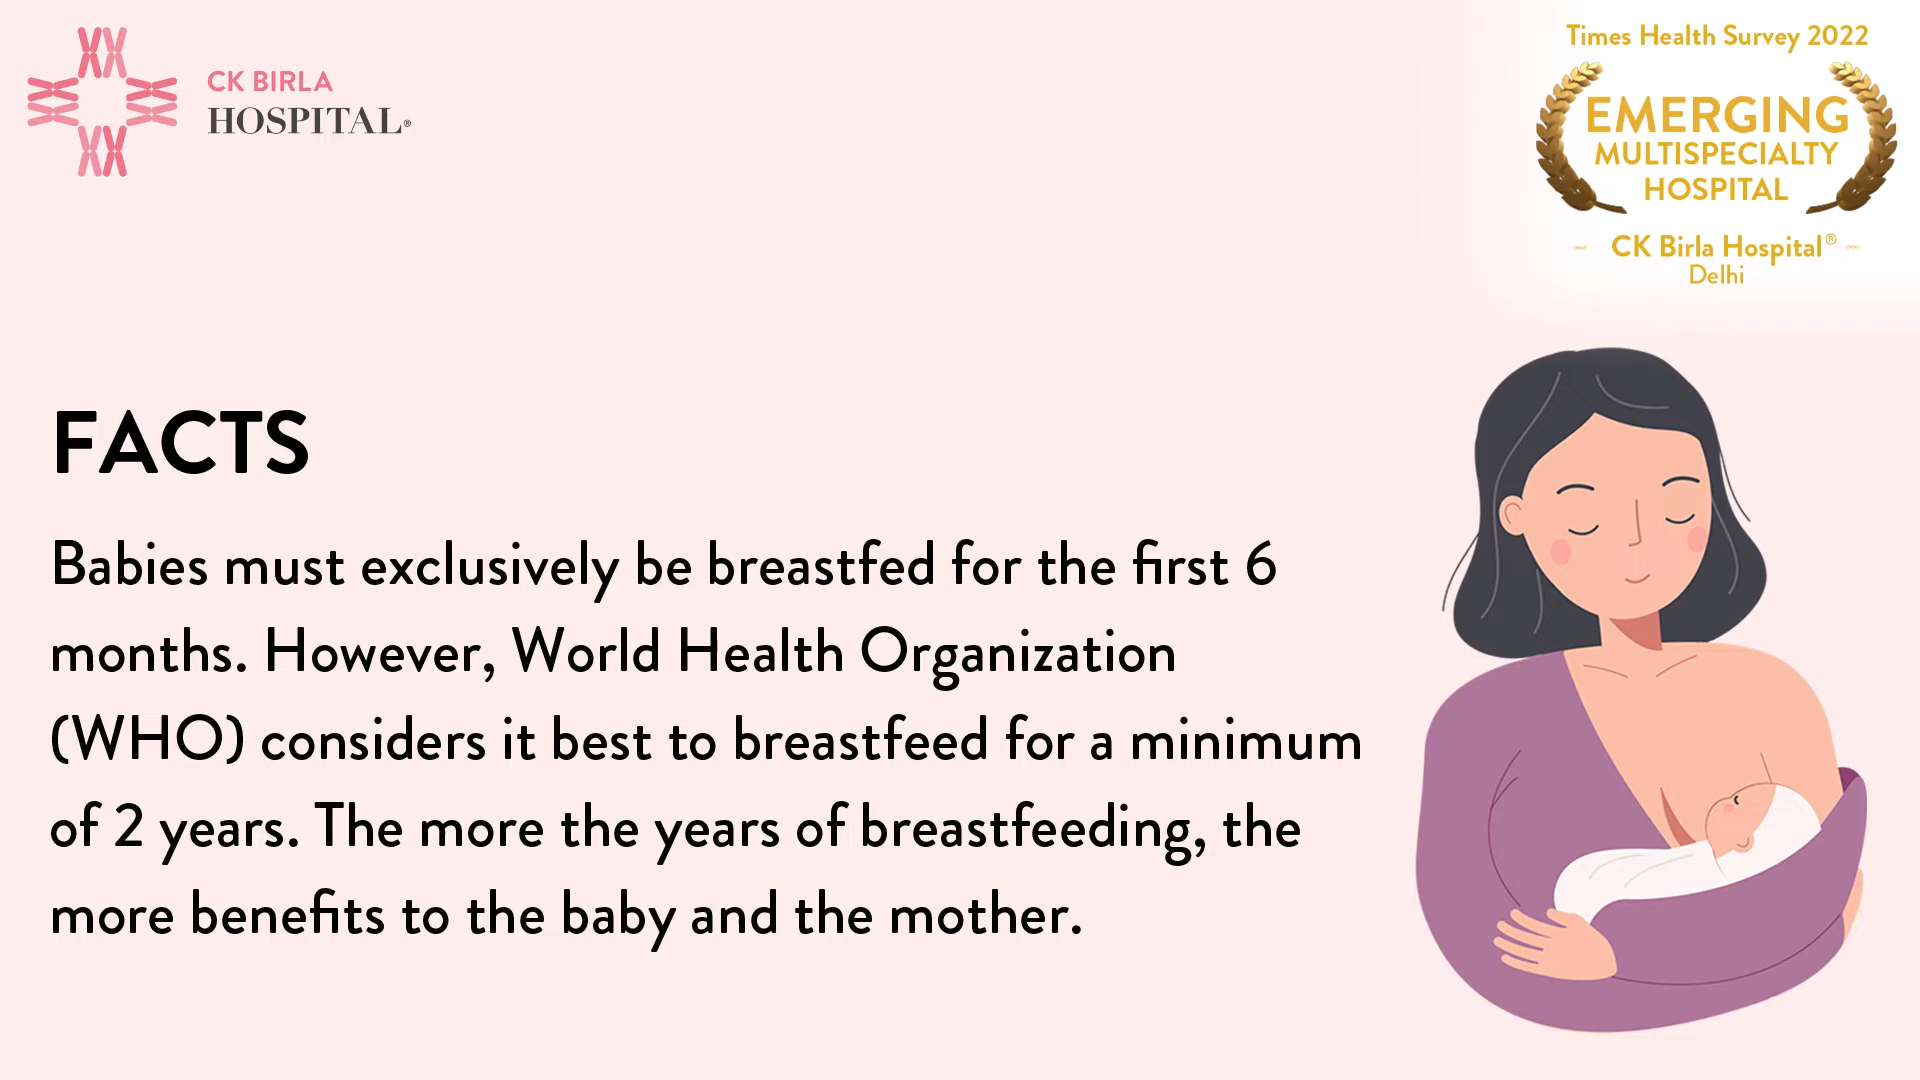 CK BIRLA
HOSPITAL®
Times Health Survey 2022
EMERGING
MULTISPECIALTY
HOSPITAL
CK Birla Hospital®
Delhi
FACTS
Babies must exclusively be breastfed for the first 6
months. However, World Health Organization
(WHO) considers it best to breastfeed for a minimum
of 2 years. The more the years of breastfeeding, the
more benefits to the baby and the mother.